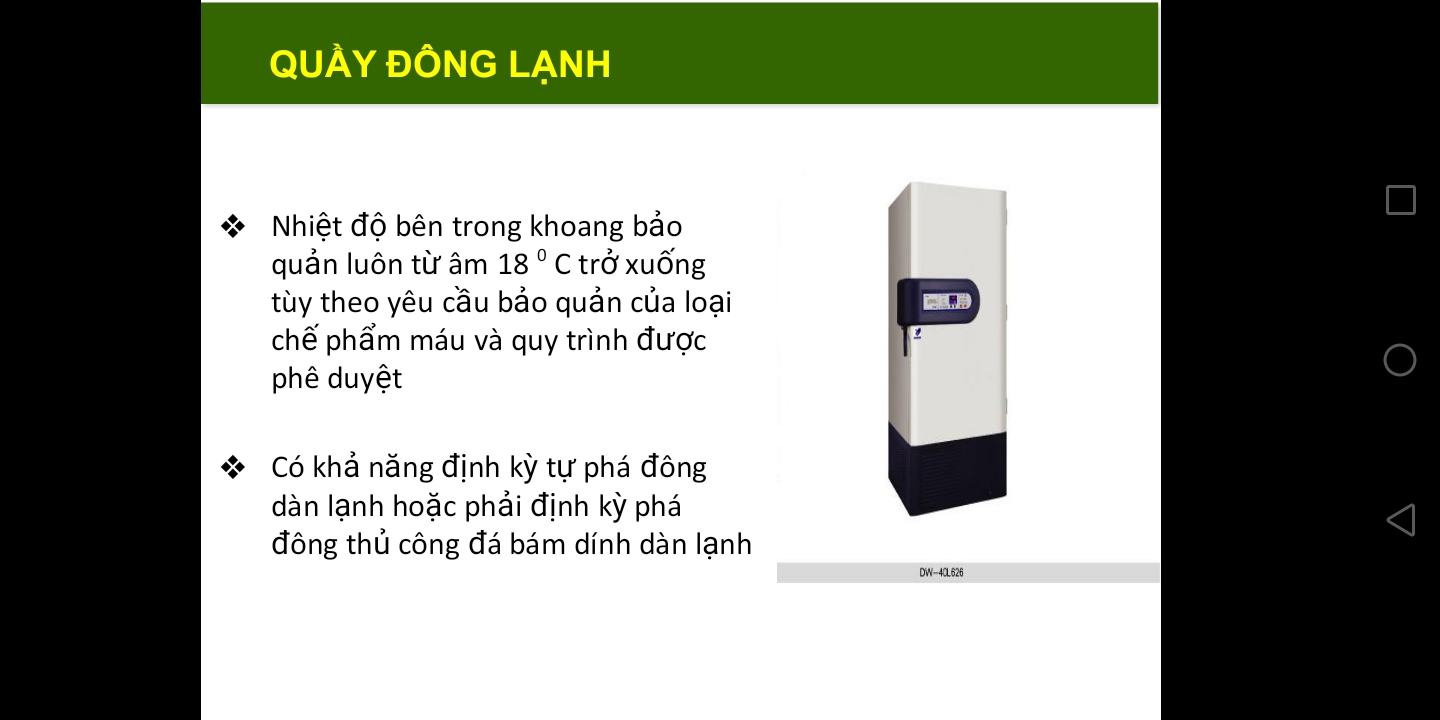 QUẦY ĐÔNG LẠNH
❖ Nhiệt độ bên trong khoang bảo
quản luôn từ âm 18 ⁰ C trở xuống
tùy theo yêu cầu bảo quản của loại
chế phẩm máu và quy trình được
phê duyệt
❖ Có khả năng định kỳ tự phá đông
dàn lạnh hoặc phải định kỳ phá
đông thủ công đá bám dính dàn lạnh
DW-40L626